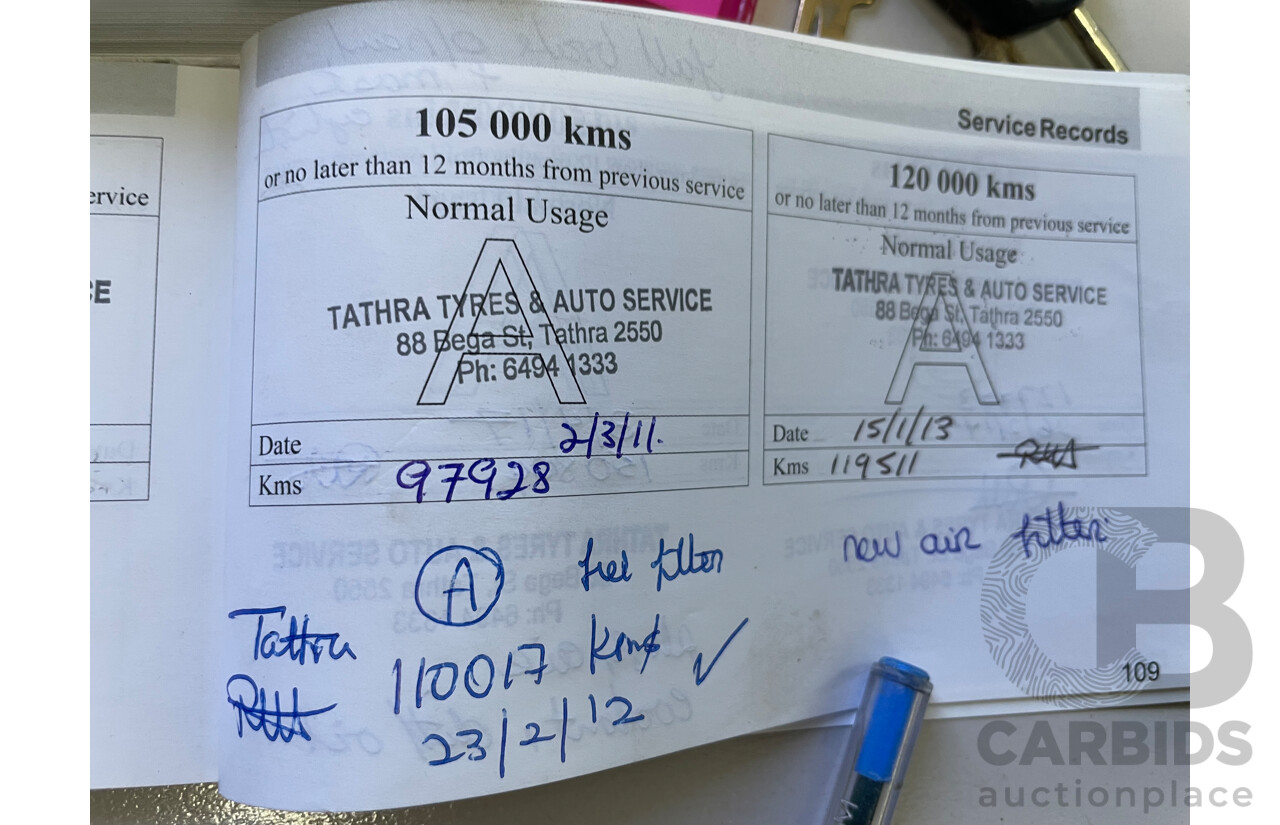 ervice
E
Service Records
105 000 kms
or no later than 12 months from previous service
Normal Usage
A
TATHRA TYRES & AUTO SERVICE
88 Bega St, Tathra 2550
Ph: 6494 1333
Date 2/3/11.
Kms 97928
A fuel filter
Tathra
110017 kms ✓
23/2/12
120 000 kms
or no later than 12 months from previous service
Normal Usage
A
TATHRA TYRES & AUTO SERVICE
88 Bega St, Tathra 2550
Ph: 6494 1333
Date 15/1/13
Kms 119511
new air filter
109
CB
CARBIDS
auctionplace